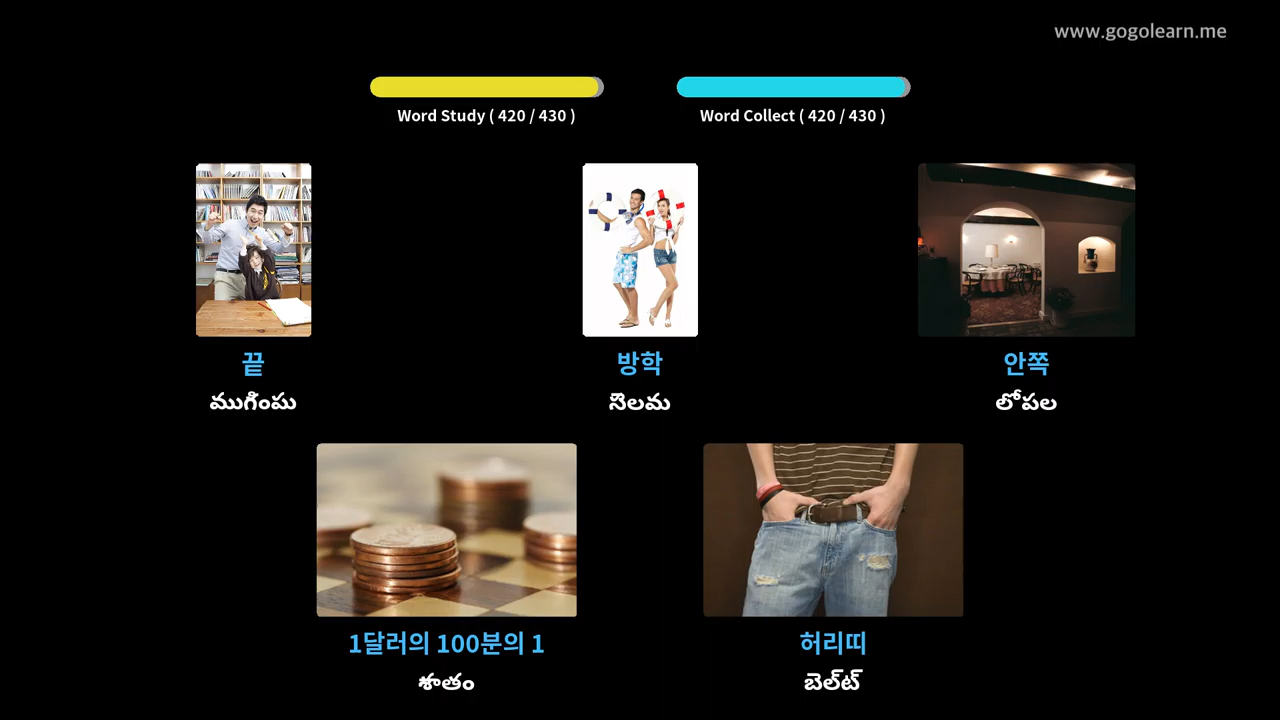 www.gogolearn.me
Word Study ( 420 / 430 )
Word Collect ( 420 / 430 )
끝
ముగింపు
방학
సెలవు
안쪽
లోపల
1달러의 100분의 1
శాతం
허리띠
బెల్ట్